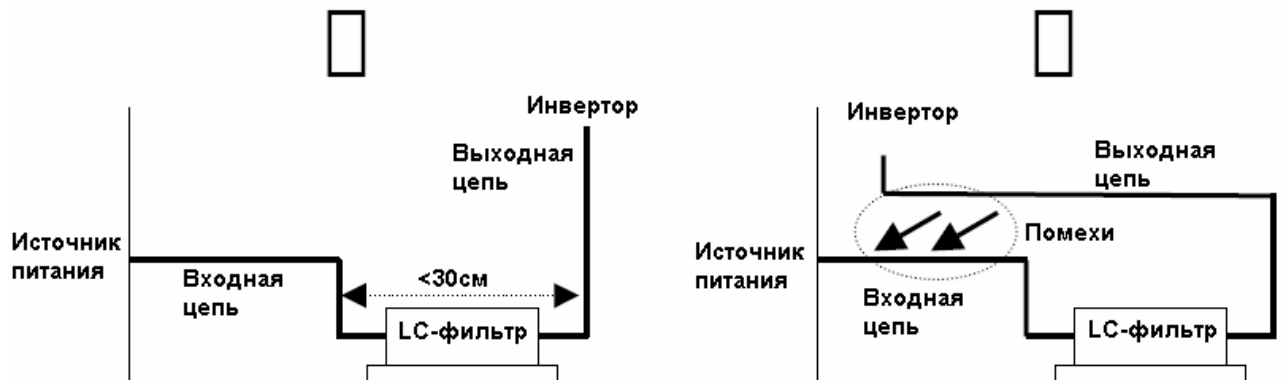 Инвертор
Выходная
цепь
Источник
питания
Входная
цепь
<30см
LC-фильтр
Инвертор
Выходная
цепь
Помехи
Источник
питания
Входная
цепь
LC-фильтр